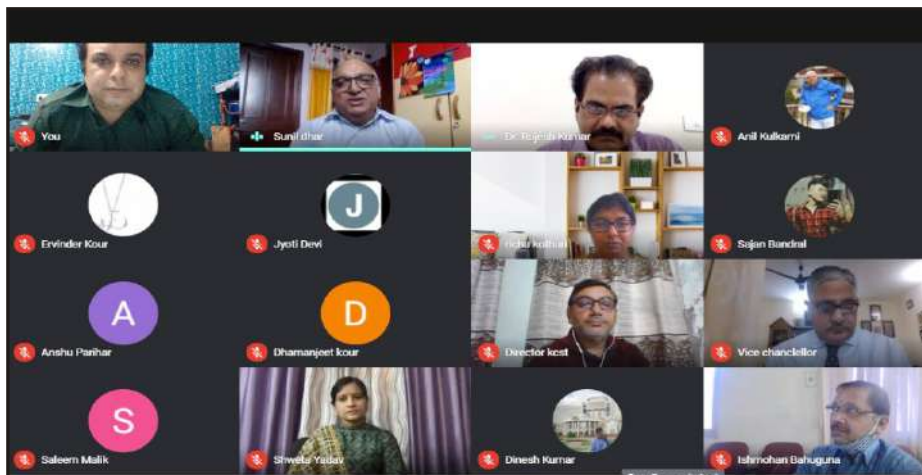 You
Sunil dhar
Dr. Rajesh Kumar
Anil Kulkarni
Ervinder Kour
J
Jyoti Devi
richa kothari
Sajan Bandral
A
Anshu Parihar
D
Dhamanjeet kour
Director kcst
Vice chanclellor
S
Saleem Malik
Shweta Yadav
Dinesh Kumar
Ishmohan Bahuguna